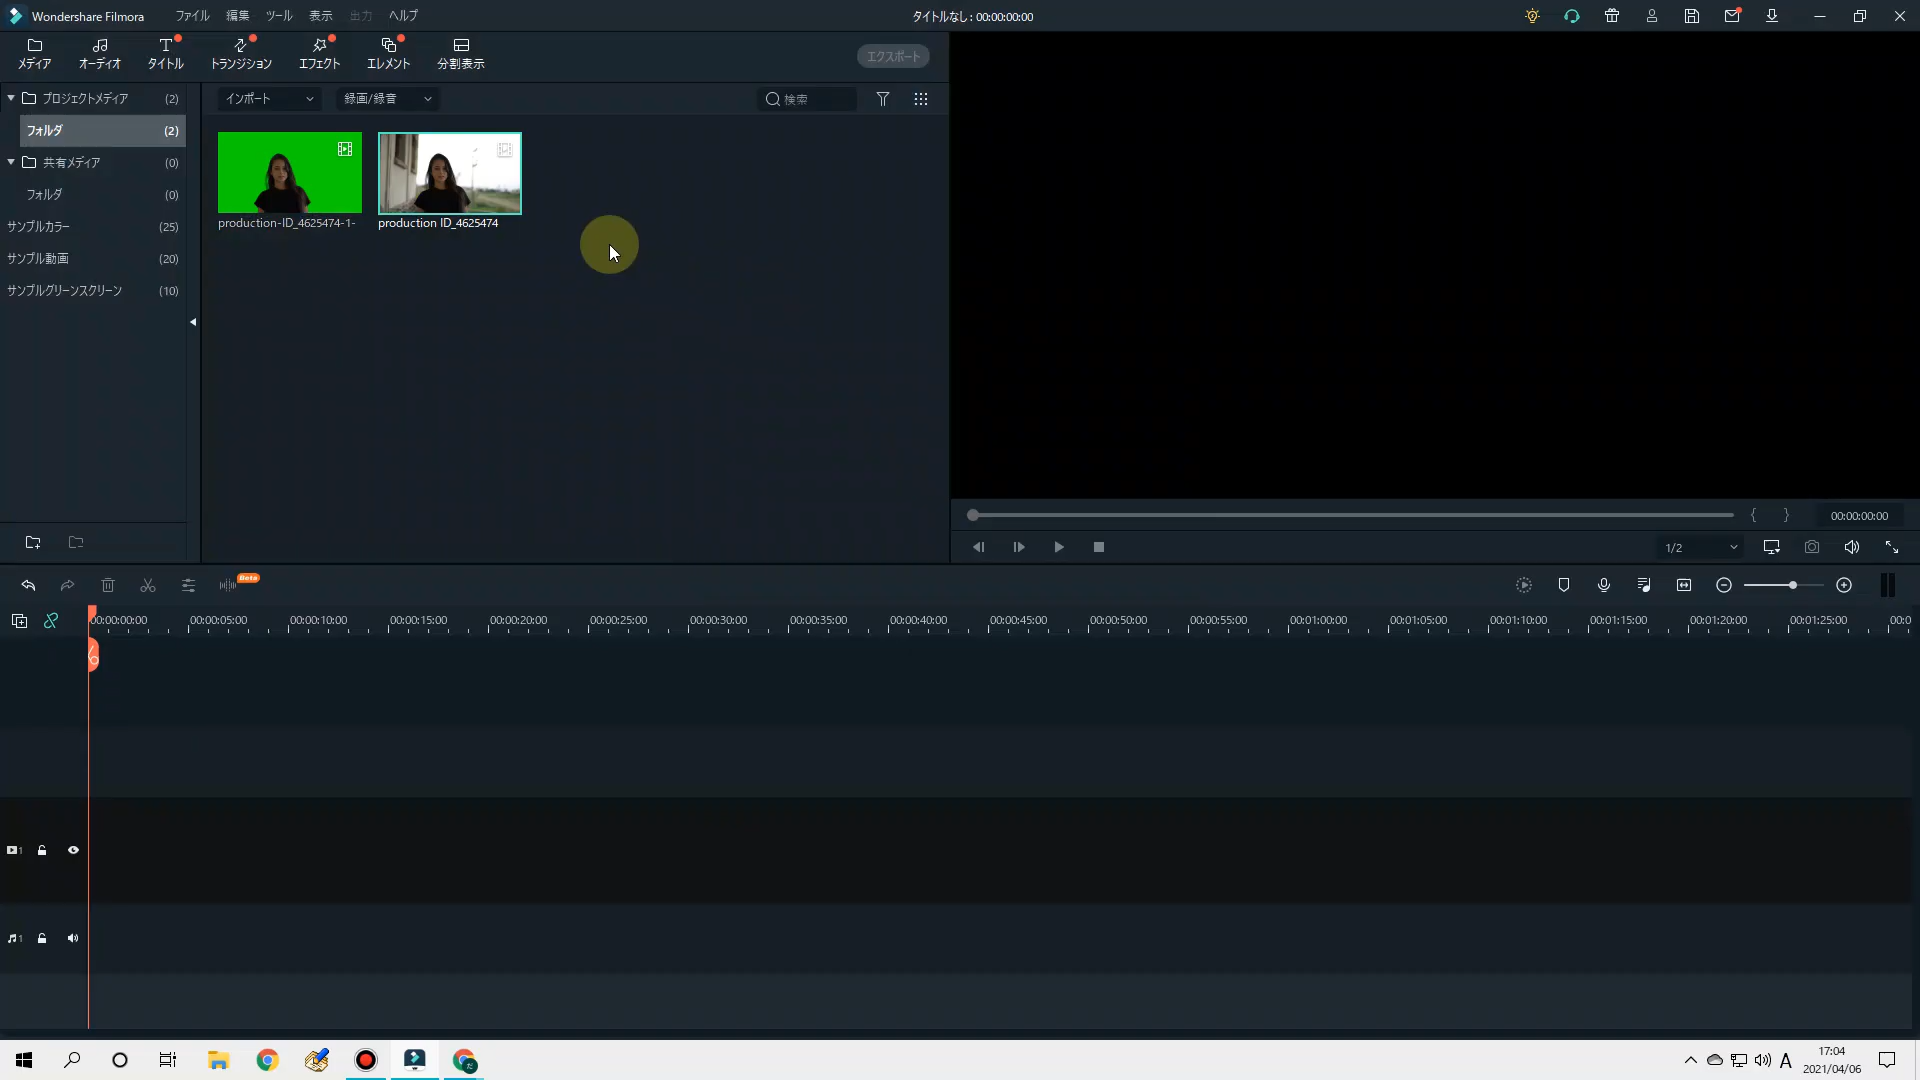 Wondershare Filmora ファイル 編集 ツール 表示 出力 ヘルプ タイトルなし : 00:00:00:00
メディア オーディオ タイトル トランジション エフェクト エレメント 分割表示 エクスポート
プロジェクトメディア (2) インポート 録画/録音 検索
フォルダ (2)
共有メディア (0)
フォルダ (0)
production-ID_4625474-1- production ID_4625474
サンプルカラー (25)
サンプル動画 (20)
サンプルグリーンスクリーン (10)
{ } 00:00:00:00
1/2
Beta
00:00:00:00 00:00:05:00 00:00:10:00 00:00:15:00 00:00:20:00 00:00:25:00 00:00:30:00 00:00:35:00 00:00:40:00 00:00:45:00 00:00:50:00 00:00:55:00 00:01:00:00 00:01:05:00 00:01:10:00 00:01:15:00 00:01:20:00 00:01:25:00 00:0
1
1
A 17:04
2021/04/06